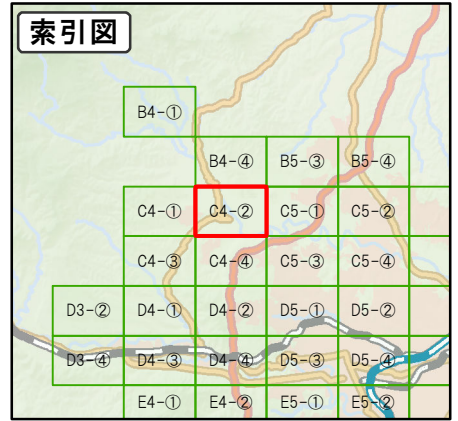 索引図
B4-①
B4-④ B5-③ B5-④
C4-① C4-② C5-① C5-②
C4-③ C4-④ C5-③ C5-④
D3-② D4-① D4-② D5-① D5-②
D3-④ D4-③ D4-④ D5-③ D5-④
E4-① E4-② E5-① E5-②